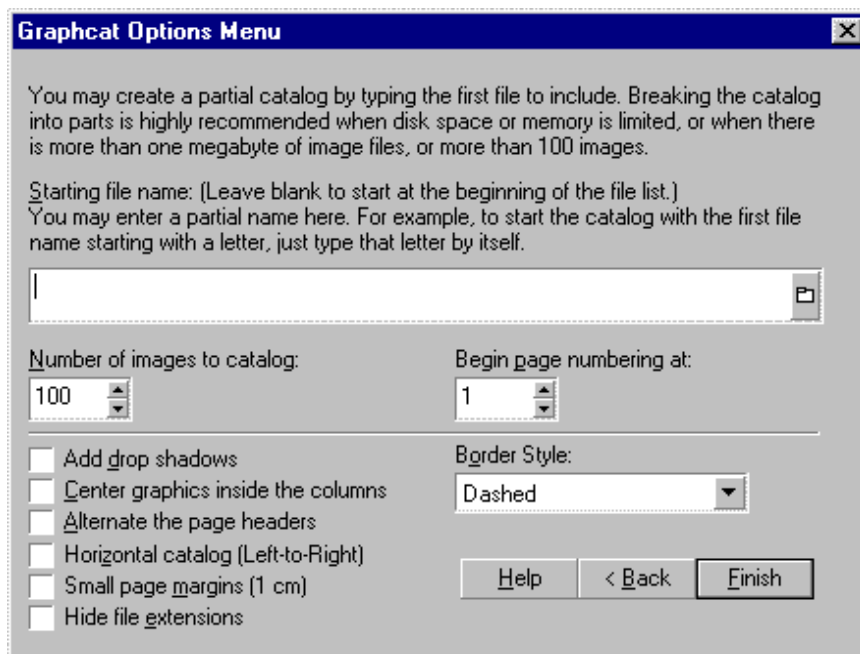 Graphcat Options Menu
You may create a partial catalog by typing the first file to include. Breaking the catalog
into parts is highly recommended when disk space or memory is limited, or when there
is more than one megabyte of image files, or more than 100 images.
Starting file name: (Leave blank to start at the beginning of the file list.)
You may enter a partial name here. For example, to start the catalog with the first file
name starting with a letter, just type that letter by itself.
Number of images to catalog:
100
Begin page numbering at:
1
Add drop shadows
Center graphics inside the columns
Alternate the page headers
Horizontal catalog (Left-to-Right)
Small page margins (1 cm)
Hide file extensions
Border Style:
Dashed
Help
< Back
Finish